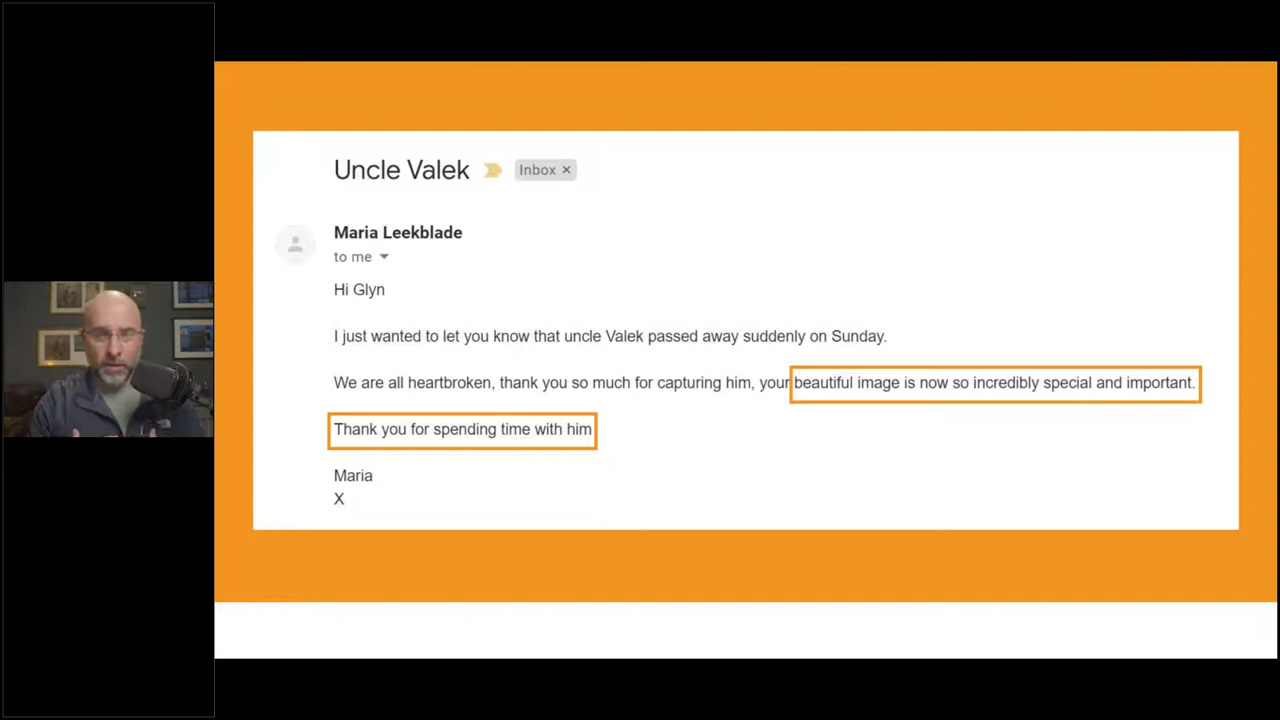 Uncle Valek
Inbox ×
Maria Leekblade
to me
Hi Glyn
I just wanted to let you know that uncle Valek passed away suddenly on Sunday.
We are all heartbroken, thank you so much for capturing him, your beautiful image is now so incredibly special and important.
Thank you for spending time with him
Maria
X